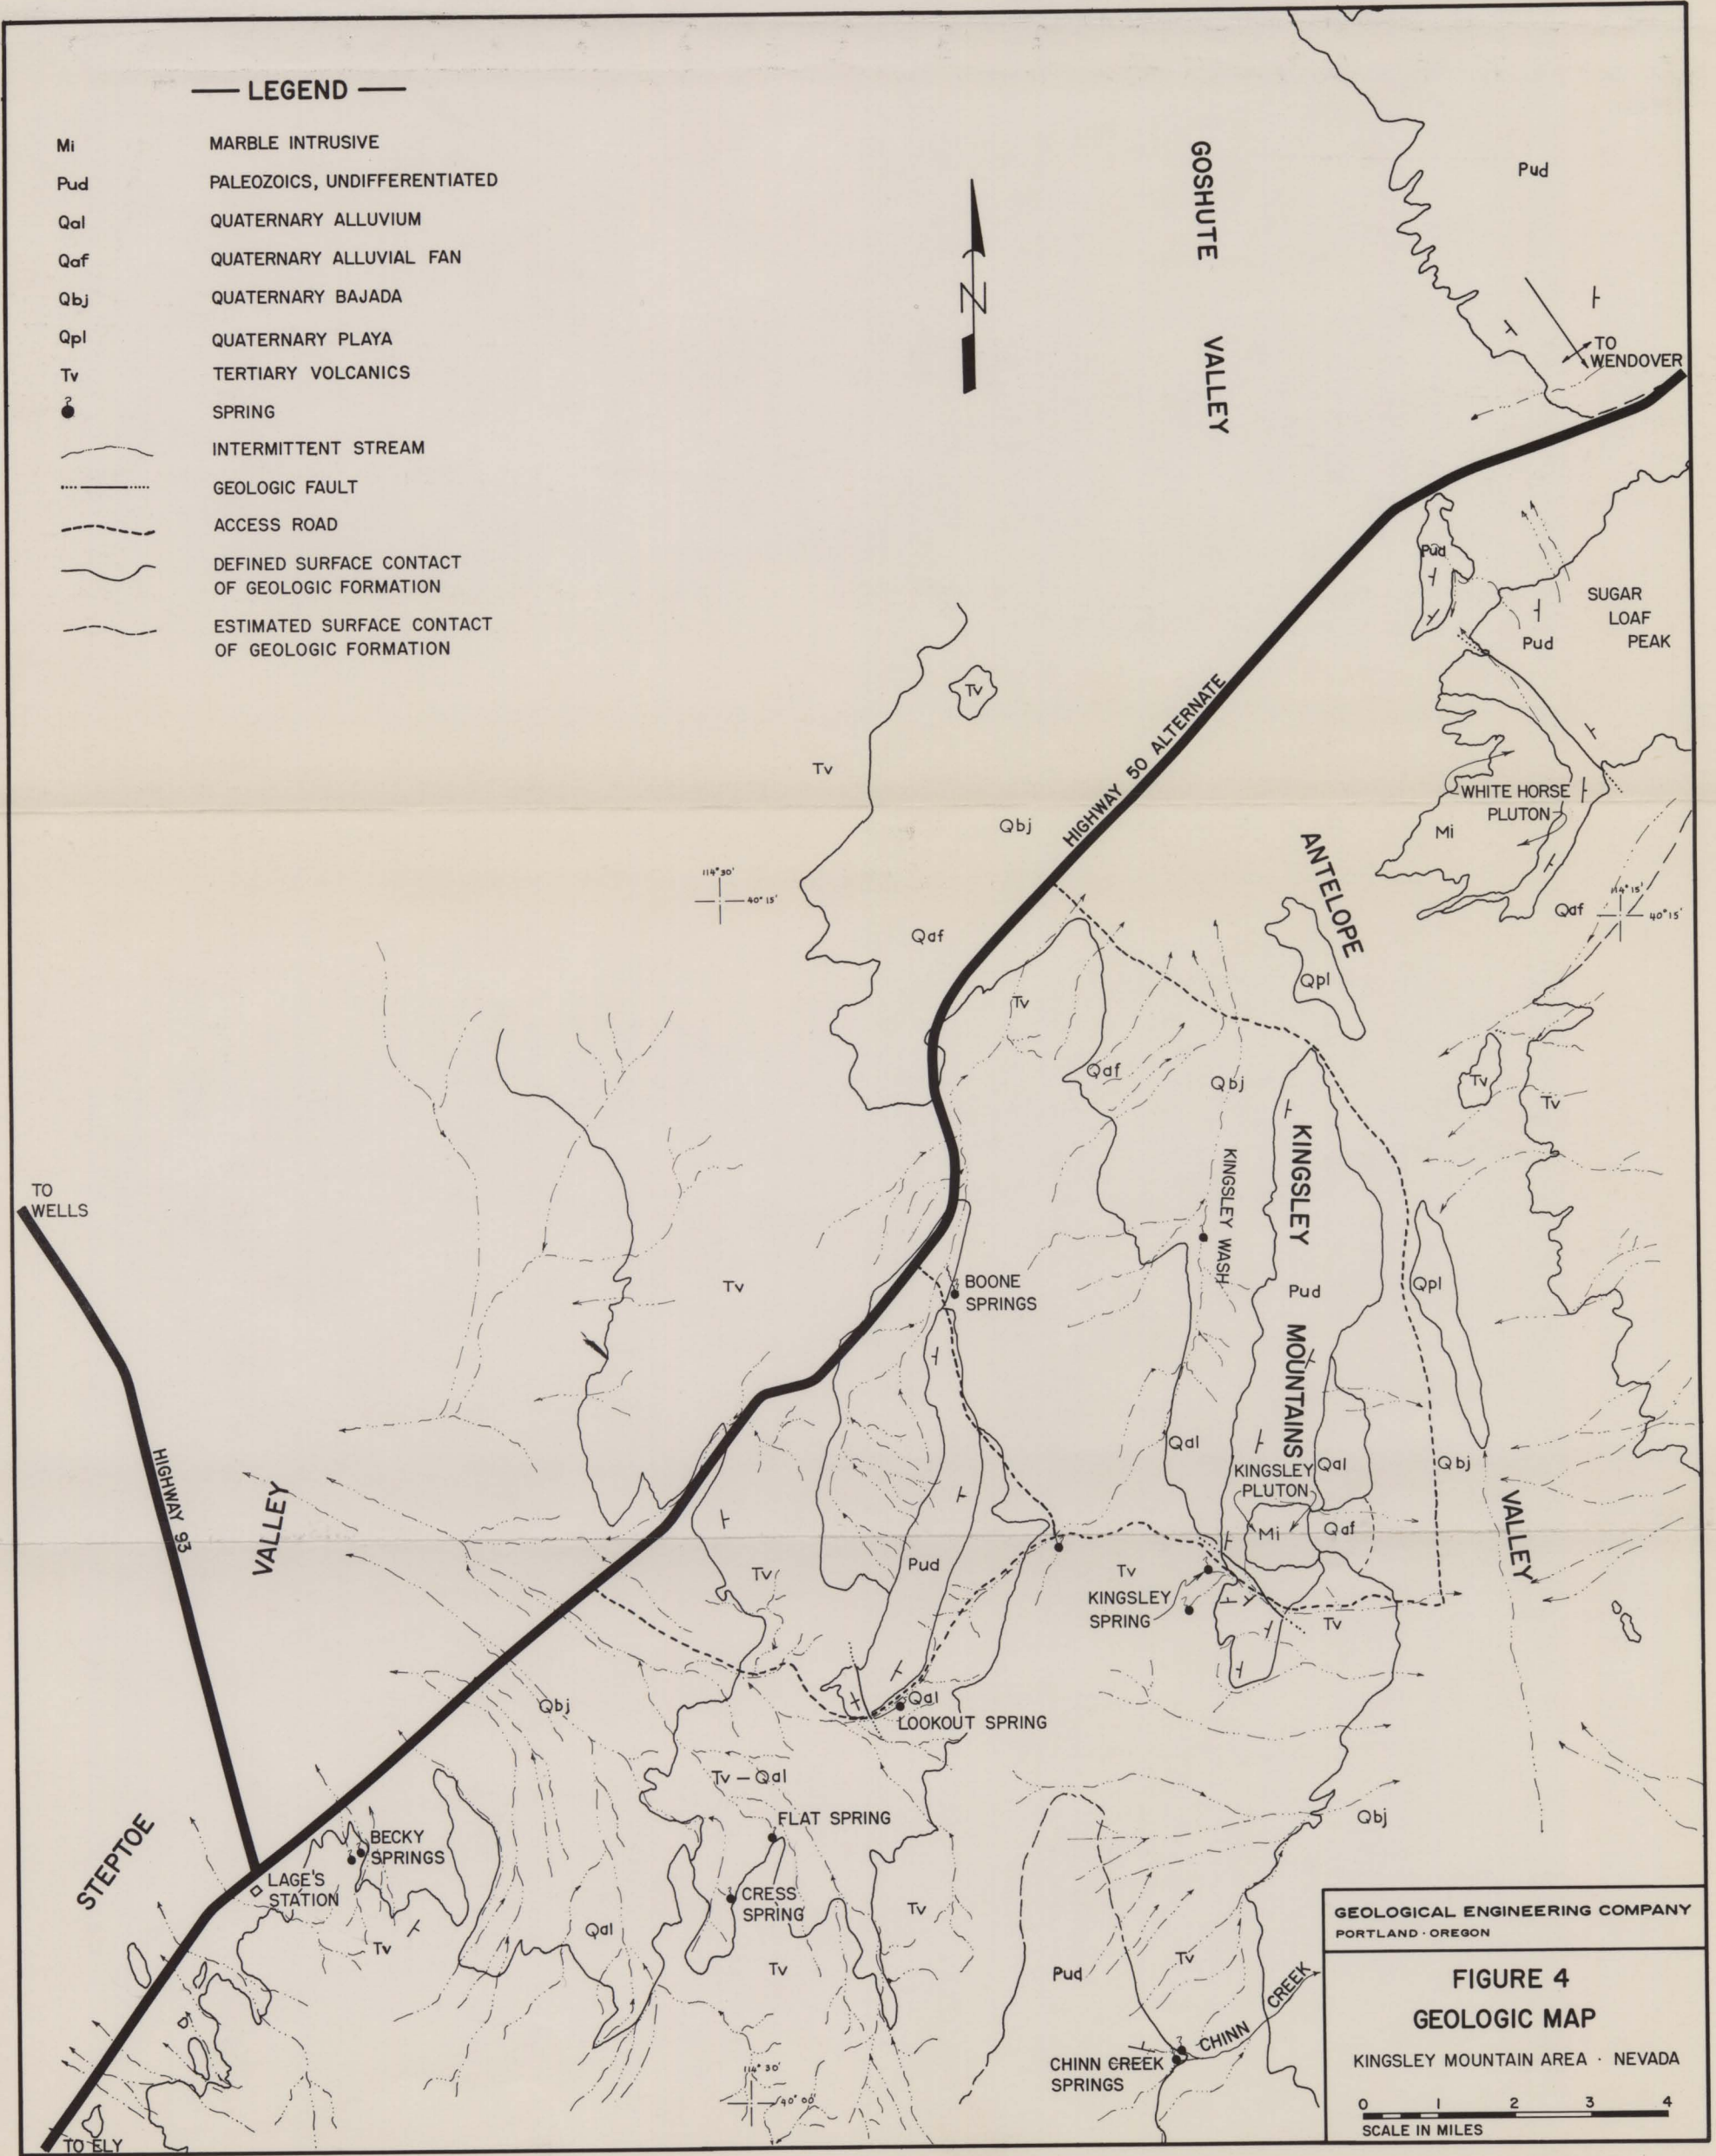 LEGEND
Mi MARBLE INTRUSIVE
Pud PALEOZOICS, UNDIFFERENTIATED
Qal QUATERNARY ALLUVIUM
Qaf QUATERNARY ALLUVIAL FAN
Qbj QUATERNARY BAJADA
Qpl QUATERNARY PLAYA
Tv TERTIARY VOLCANICS
SPRING
INTERMITTENT STREAM
GEOLOGIC FAULT
ACCESS ROAD
DEFINED SURFACE CONTACT
OF GEOLOGIC FORMATION
ESTIMATED SURFACE CONTACT
OF GEOLOGIC FORMATION
N
GOSHUTE
VALLEY
Pud
TO
WENDOVER
Pud
SUGAR
LOAF
PEAK
Pud
Tv
Tv
HIGHWAY 50 ALTERNATE
Qbj
WHITE HORSE
PLUTON
Mi
ANTELOPE
114° 30'
40° 15'
114° 15'
40° 15'
Qaf
Qaf
Qpl
Tv
Qaf
Qbj
Tv
Tv
KINGSLEY
MOUNTAINS
KINGSLEY WASH
TO
WELLS
Tv
BOONE
SPRINGS
Pud
Qpl
HIGHWAY 93
VALLEY
Qal
KINGSLEY
PLUTON
Qal
Qbj
VALLEY
Mi
Qaf
Tv
Pud
Tv
KINGSLEY
SPRING
Tv
Qbj
Qal
LOOKOUT SPRING
Tv-Qal
FLAT SPRING
Qbj
STEPTOE
BECKY
SPRINGS
LAGE'S
STATION
CRESS
SPRING
Tv
Qal
Tv
Tv
Pud
Tv
CHINN CREEK
CHINN CREEK
SPRINGS
114° 30'
40° 00'
TO ELY
GEOLOGICAL ENGINEERING COMPANY
PORTLAND · OREGON
FIGURE 4
GEOLOGIC MAP
KINGSLEY MOUNTAIN AREA · NEVADA
0 1 2 3 4
SCALE IN MILES